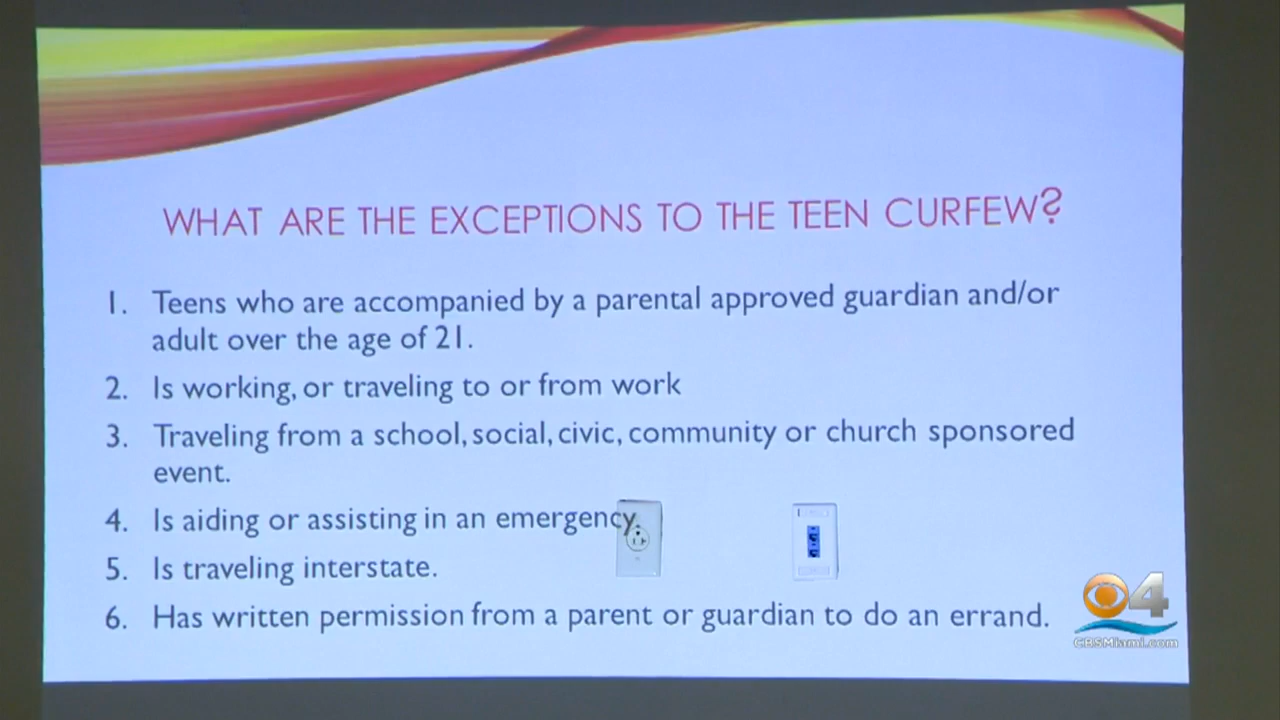 WHAT ARE THE EXCEPTIONS TO THE TEEN CURFEW?
1. Teens who are accompanied by a parental approved guardian and/or
adult over the age of 21.
2. Is working, or traveling to or from work
3. Traveling from a school, social, civic, community or church sponsored
event.
4. Is aiding or assisting in an emergency.
5. Is traveling interstate.
6. Has written permission from a parent or guardian to do an errand.
4
CBSMiami.com